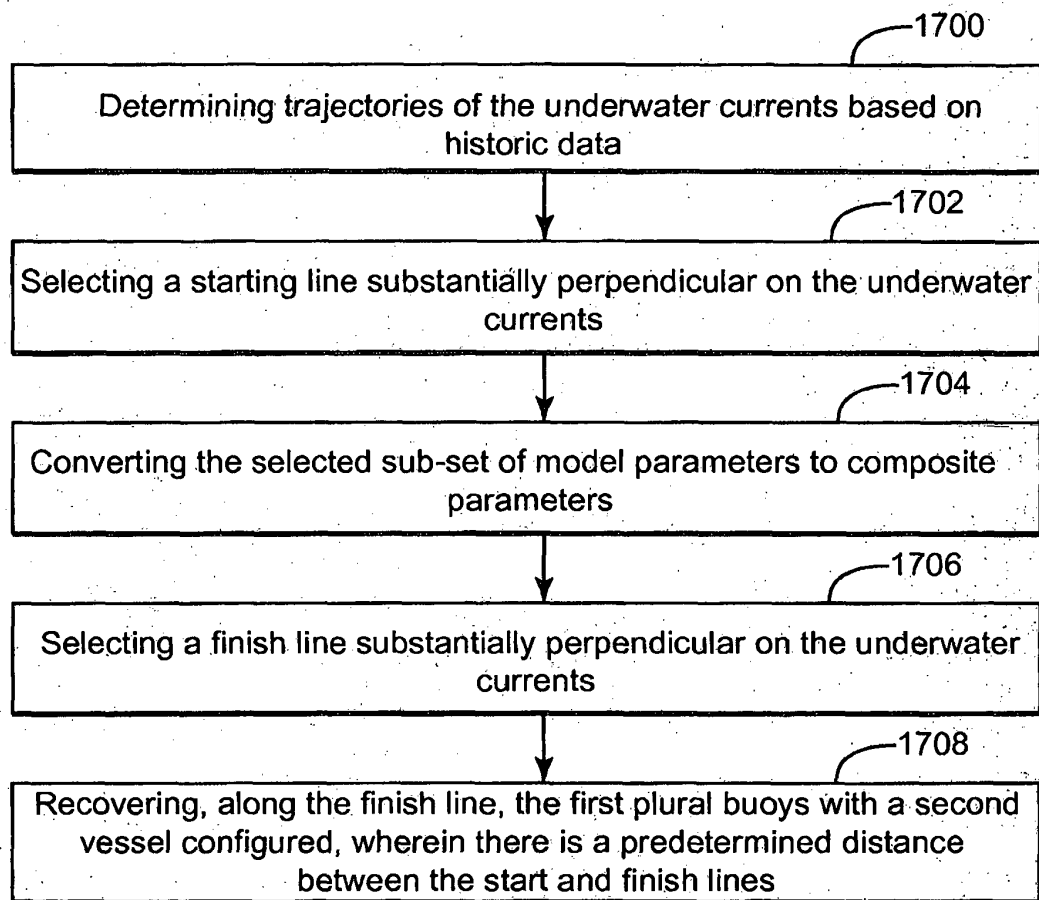 1700
Determining trajectories of the underwater currents based on
historic data
1702
Selecting a starting line substantially perpendicular on the underwater
currents
1704
Converting the selected sub-set of model parameters to composite
parameters
1706
Selecting a finish line substantially perpendicular on the underwater
currents
1708
Recovering, along the finish line, the first plural buoys with a second
vessel configured, wherein there is a predetermined distance
between the start and finish lines